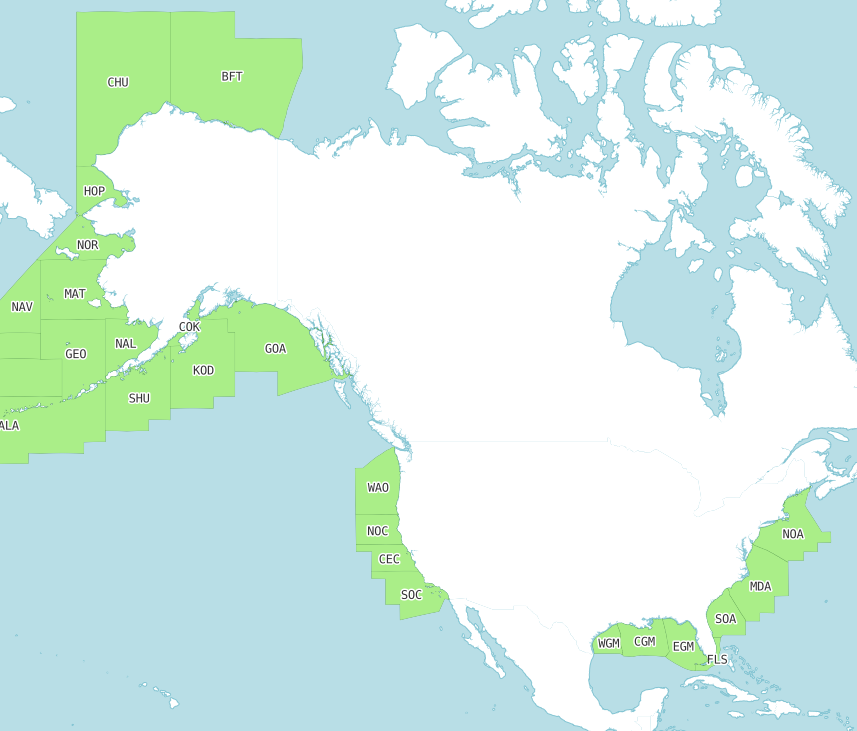 CHU
BFT
HOP
NOR
MAT
NAV
COK
NAL
GOA
GEO
KOD
SHU
ALA
WAO
NOC
NOA
CEC
MDA
SOC
SOA
CGM
WGM
EGM
FLS